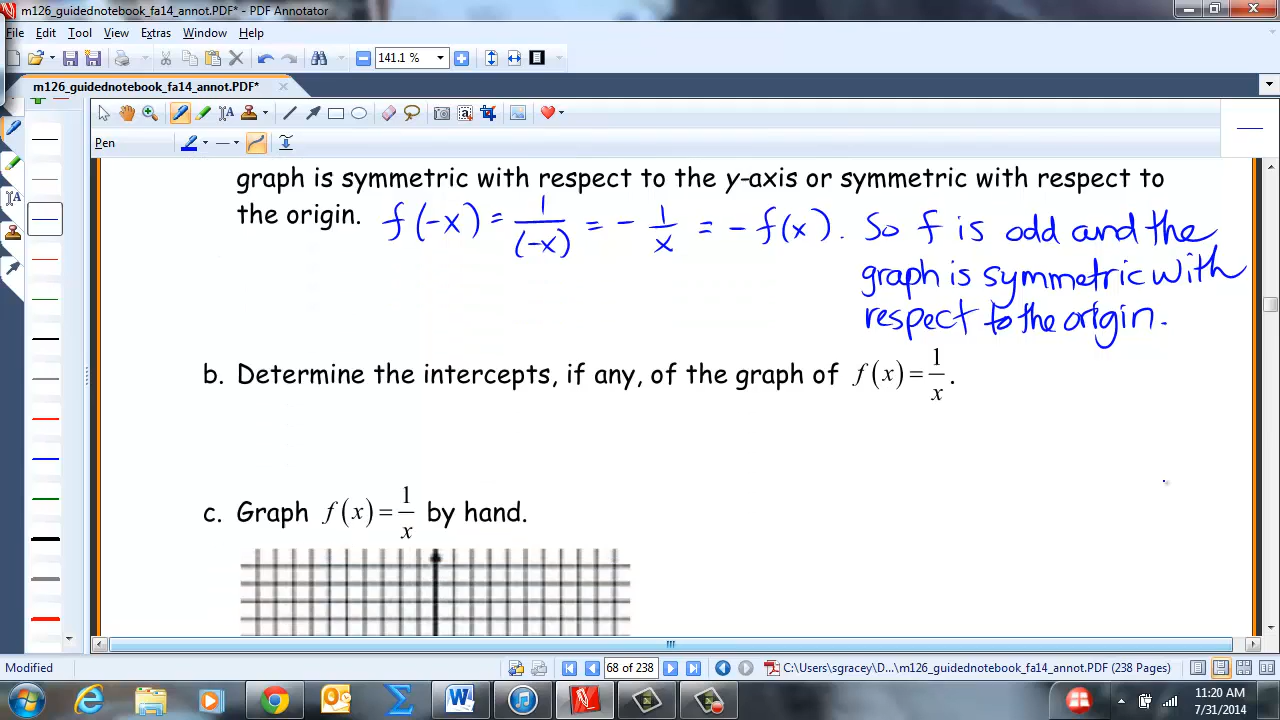 m126_guidednotebook_fa14_annot.PDF* - PDF Annotator
File Edit Tool View Extras Window Help
141.1 %
m126_guidednotebook_fa14_annot.PDF*
Pen
graph is symmetric with respect to the y-axis or symmetric with respect to
the origin. f(-x) = 1/(-x) = - 1/x = - f(x). So f is odd and the
graph is symmetric with
respect to the origin.
b. Determine the intercepts, if any, of the graph of f(x) = 1/x.
c. Graph f(x) = 1/x by hand.
Modified
68 of 238
C:\Users\sgracey\D...\m126_guidednotebook_fa14_annot.PDF (238 Pages)
11:20 AM
7/31/2014